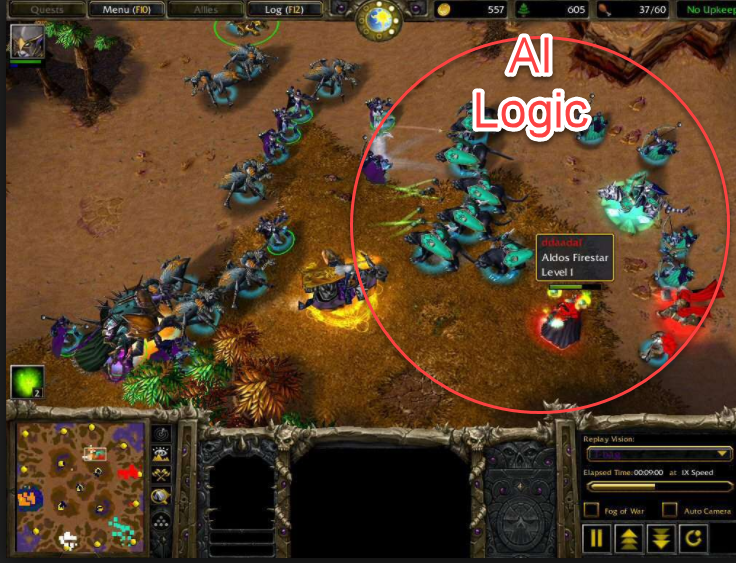 Quests
Menu (F10)
Allies
Log (F12)
557
605
37/60
No Upkeep
AI
Logic
ddaadaf
Aldos Firestar
Level 1
2
Replay Vision:
Elapsed Time: 00:09:00 at 1X Speed
Fog of War
Auto Camera